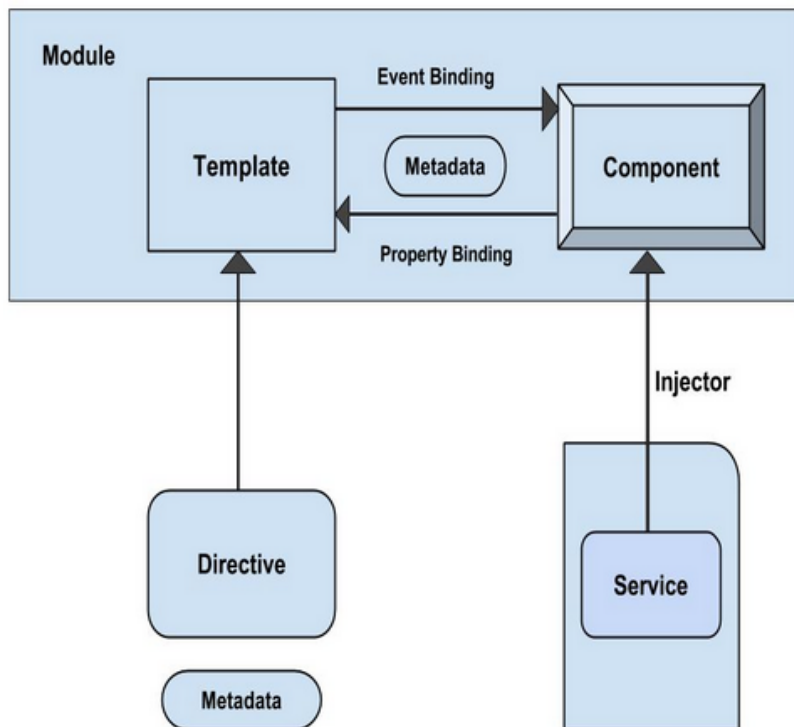 Module
Event Binding
Template
Metadata
Component
Property Binding
Injector
Directive
Service
Metadata